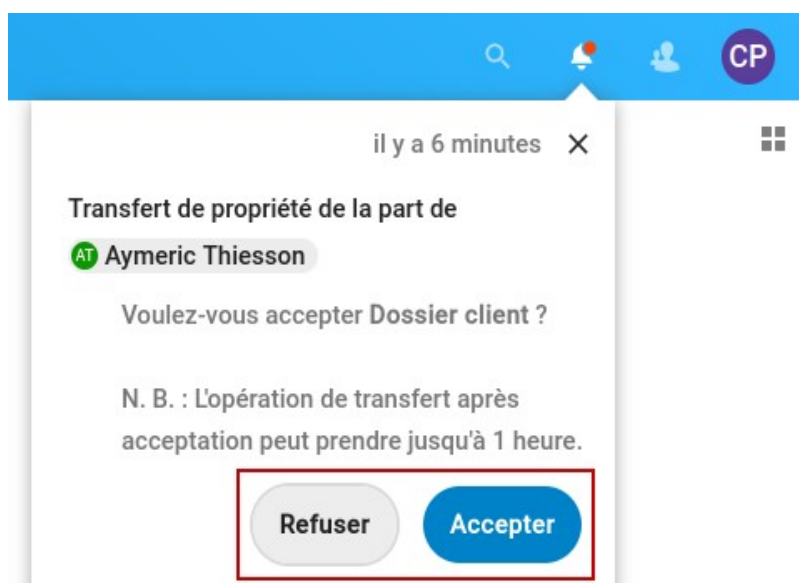 CP
il y a 6 minutes
Transfert de propriété de la part de
AT Aymeric Thiesson
Voulez-vous accepter Dossier client ?
N. B. : L'opération de transfert après
acceptation peut prendre jusqu'à 1 heure.
Refuser Accepter